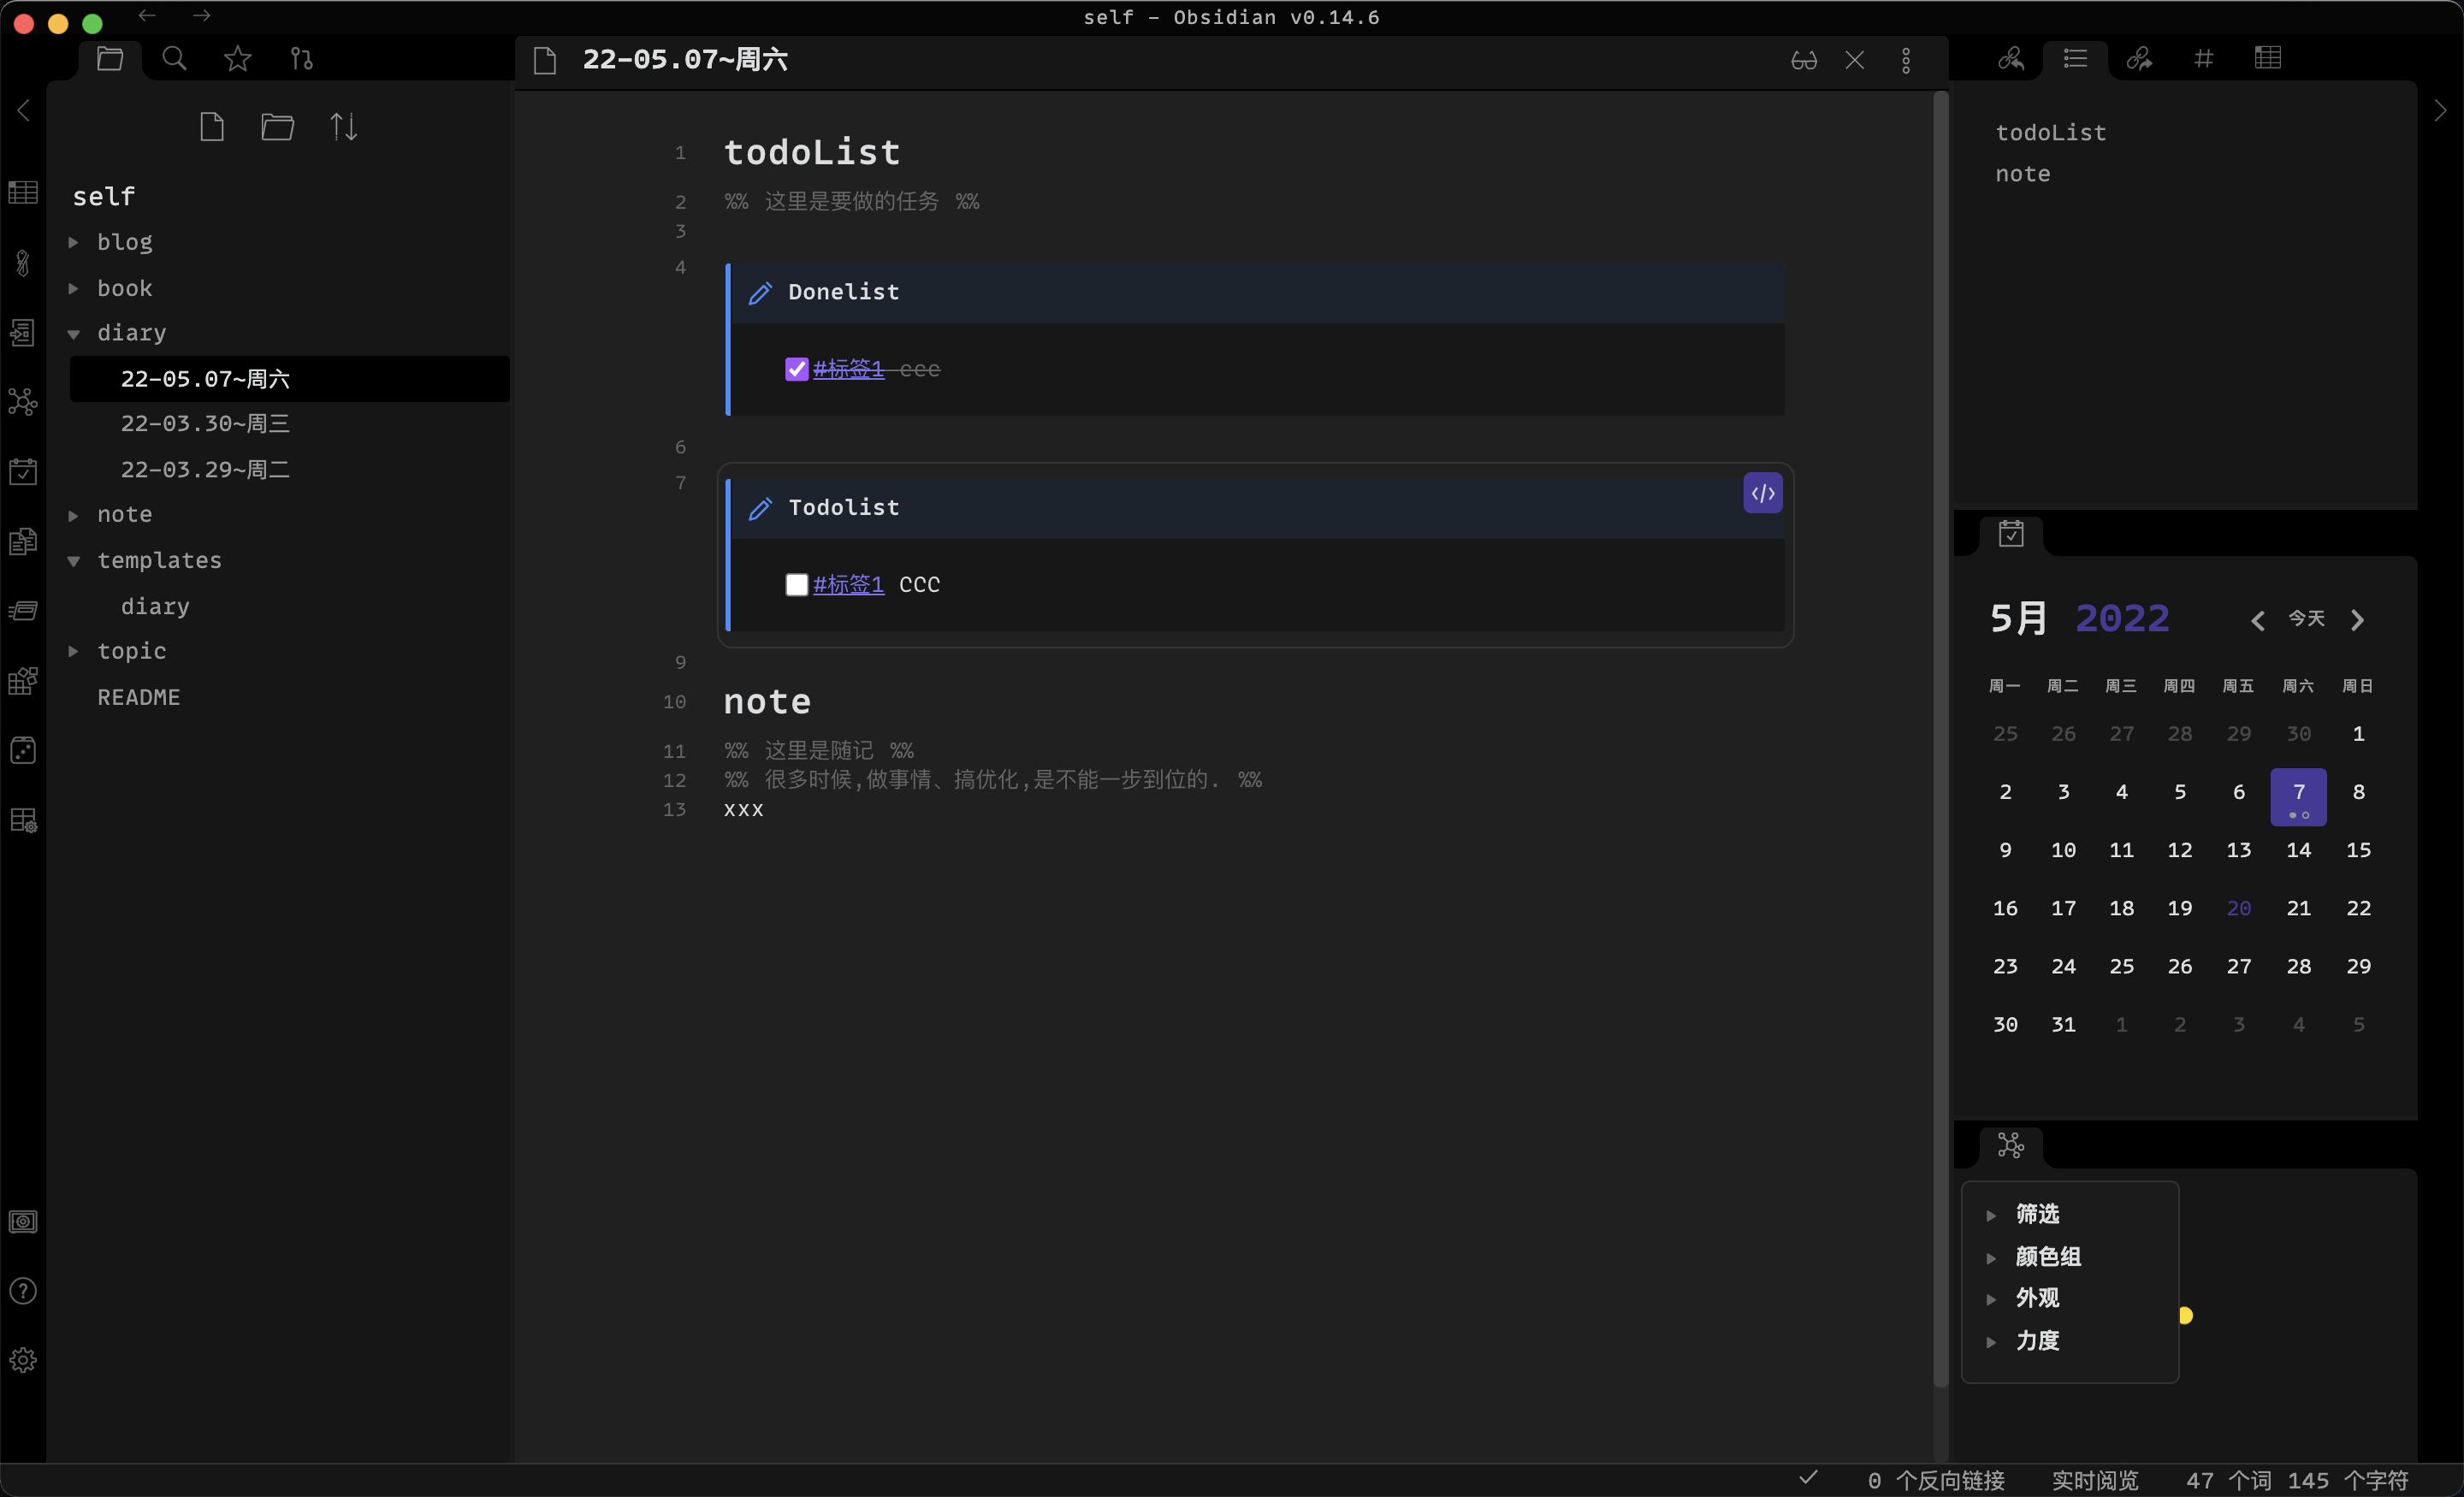 self - Obsidian v0.14.6
22-05.07~周六
self
blog
book
diary
22-05.07~周六
22-03.30~周三
22-03.29~周二
note
templates
diary
topic
README
1 todoList
2 %% 这里是要做的任务 %%
3
4
Donelist
#标签1 ccc
6
7
Todolist
#标签1 CCC
9
10 note
11 %% 这里是随记 %%
12 %% 很多时候,做事情、搞优化,是不能一步到位的. %%
13 xxx
todoList
note
5月 2022 今天
周一 周二 周三 周四 周五 周六 周日
25 26 27 28 29 30 1
2 3 4 5 6 7 8
9 10 11 12 13 14 15
16 17 18 19 20 21 22
23 24 25 26 27 28 29
30 31 1 2 3 4 5
筛选
颜色组
外观
力度
0 个反向链接 实时阅览 47 个词 145 个字符